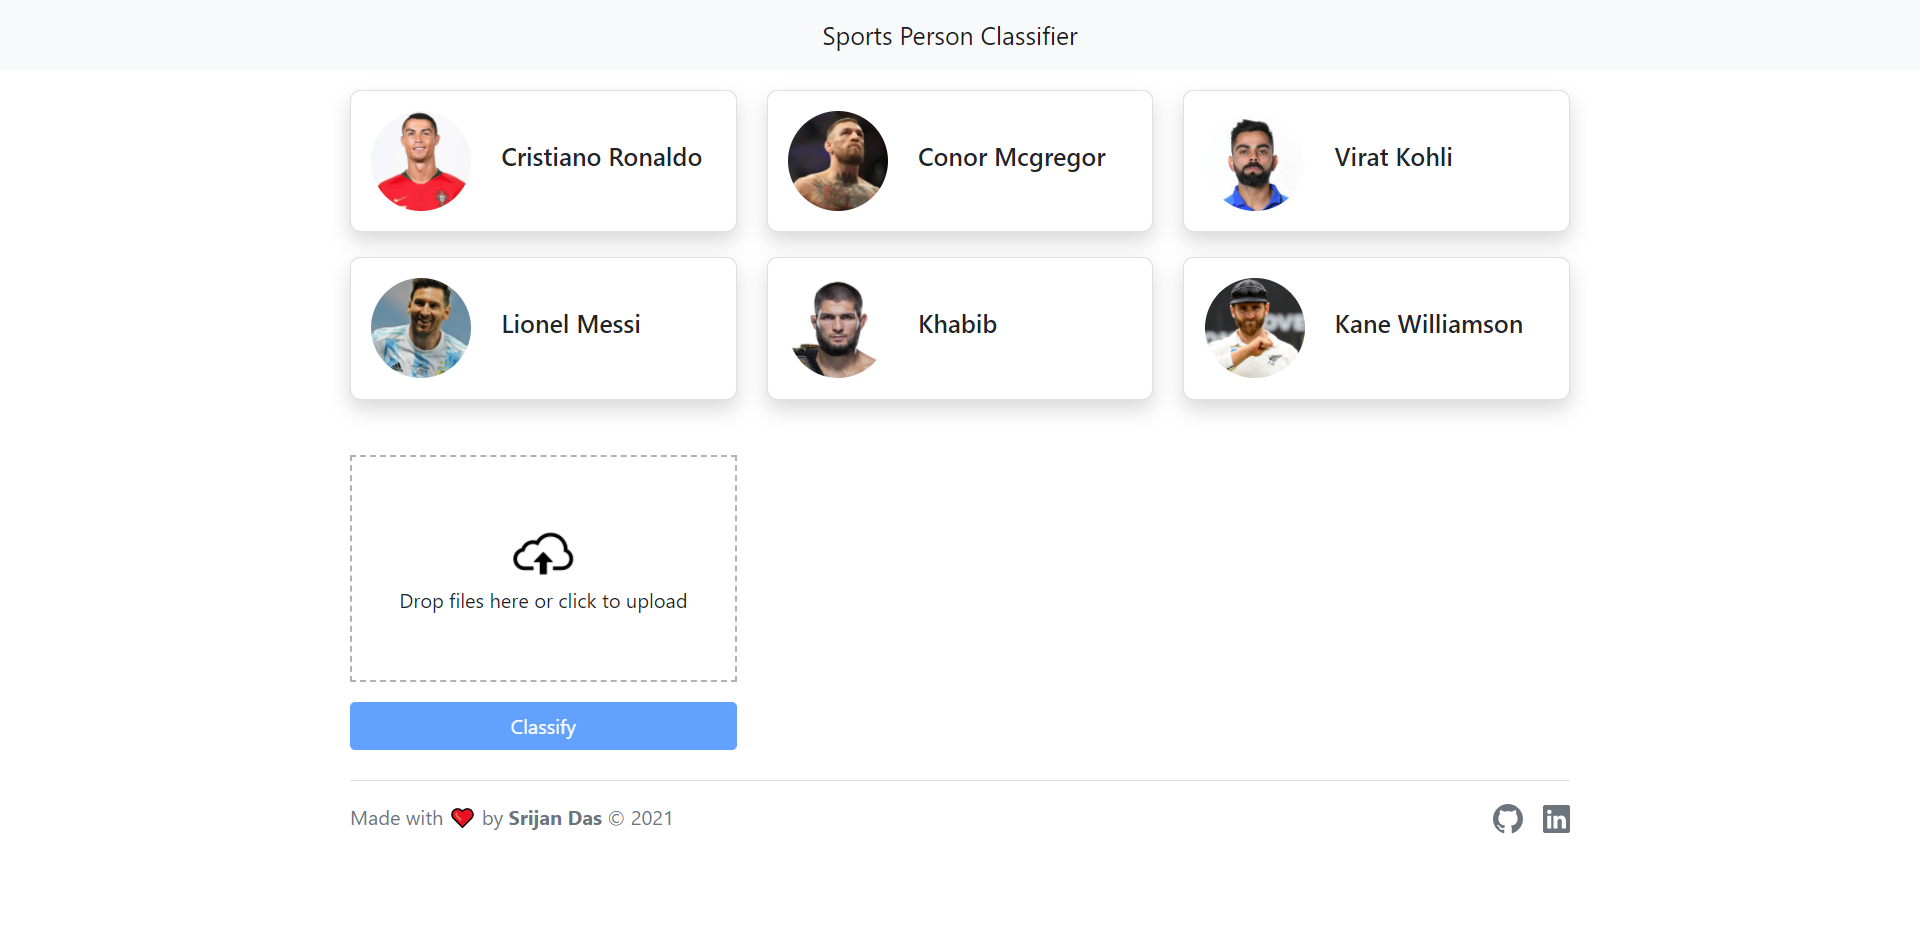 Sports Person Classifier
Cristiano Ronaldo
Conor Mcgregor
Virat Kohli
Lionel Messi
Khabib
Kane Williamson
Drop files here or click to upload
Classify
Made with ❤ by Srijan Das © 2021
in